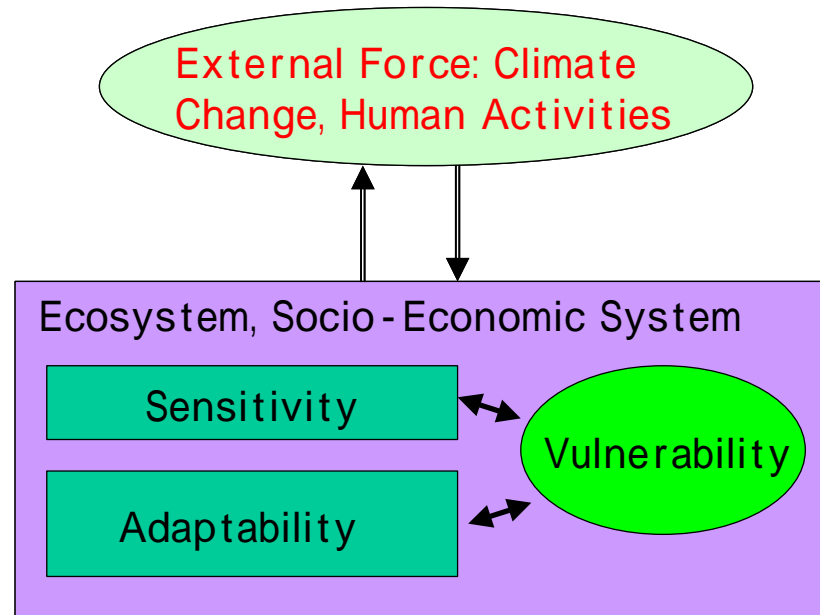 External Force: Climate
Change, Human Activities
Ecosystem, Socio-Economic System
Sensitivity
Vulnerability
Adaptability